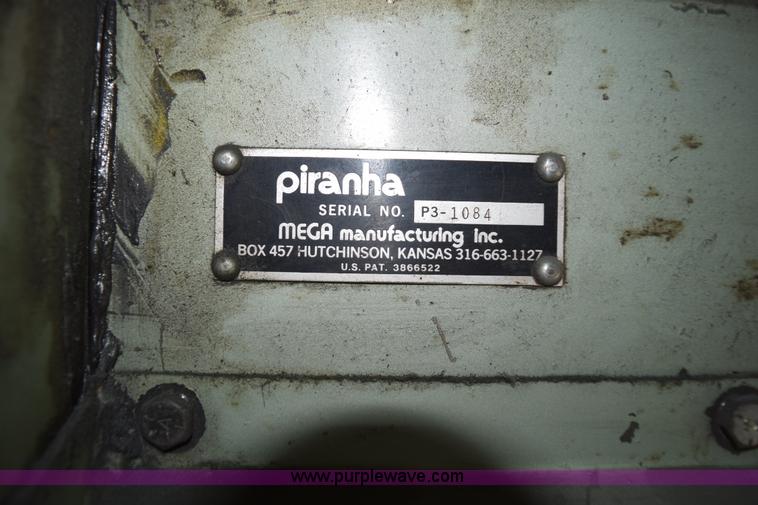 piranha
SERIAL NO. P3-1084
MEGA manufacturing inc.
BOX 457 HUTCHINSON, KANSAS 316-663-1127
U.S. PAT. 3866522
www.purplewave.com